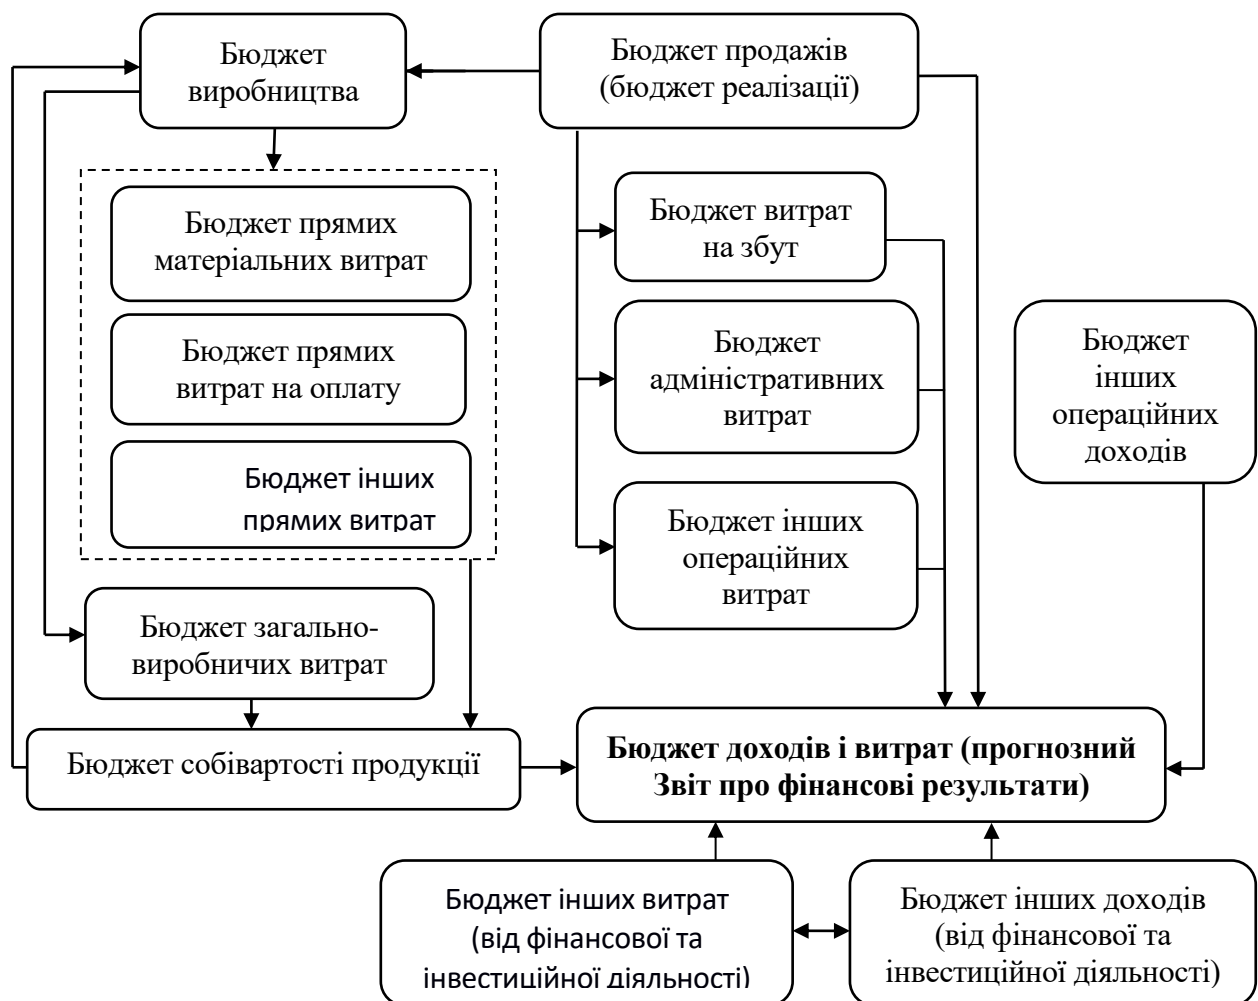 Бюджет
виробництва
Бюджет продажів
(бюджет реалізації)
Бюджет прямих
матеріальних витрат
Бюджет прямих
витрат на оплату
Бюджет інших
прямих витрат
Бюджет загально-
виробничих витрат
Бюджет собівартості продукції
Бюджет витрат
на збут
Бюджет
адміністративних
витрат
Бюджет інших
операційних
витрат
Бюджет
інших
операційних
доходів
Бюджет доходів і витрат (прогнозний
Звіт про фінансові результати)
Бюджет інших витрат
(від фінансової та
інвестиційної діяльності)
Бюджет інших доходів
(від фінансової та
інвестиційної діяльності)